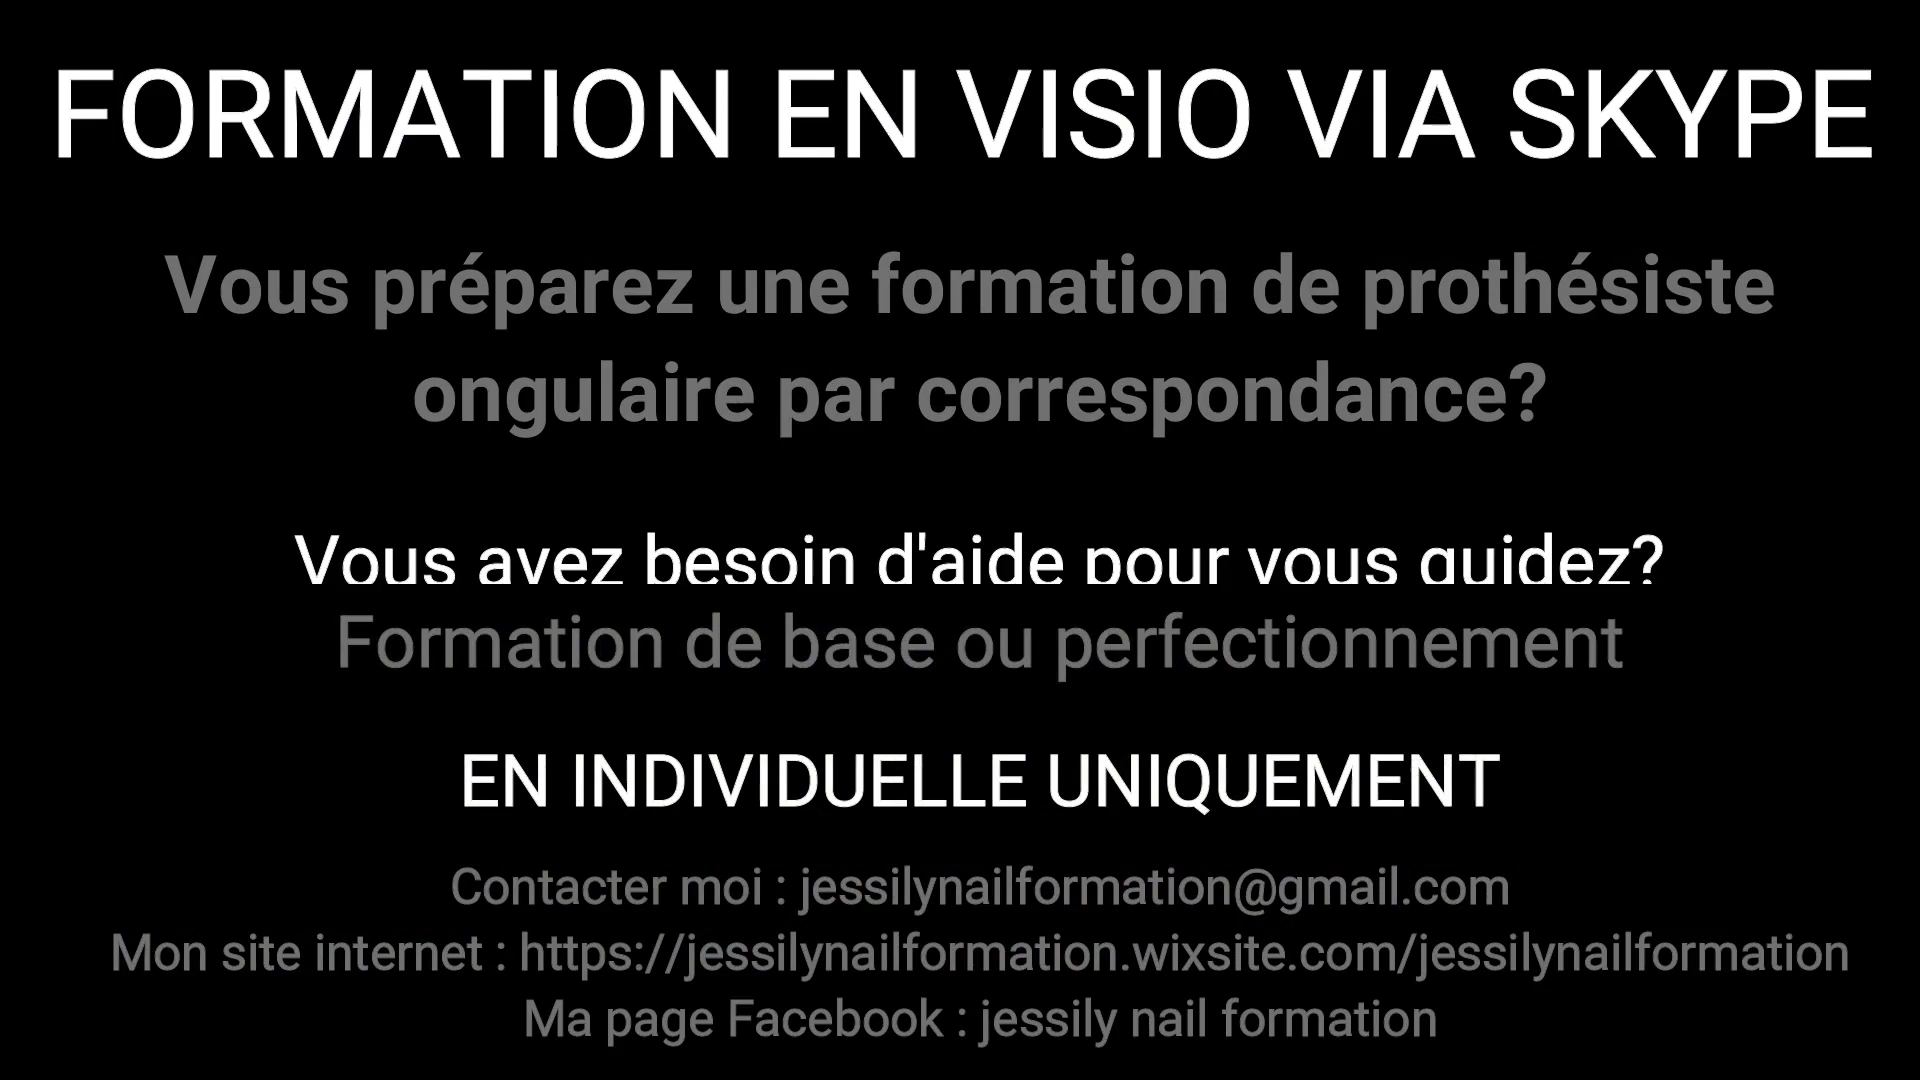 FORMATION EN VISIO VIA SKYPE
Vous préparez une formation de prothésiste
ongulaire par correspondance?
Vous avez besoin d'aide pour vous guidez?
Formation de base ou perfectionnement
EN INDIVIDUELLE UNIQUEMENT
Contacter moi : jessilynailformation@gmail.com
Mon site internet : https://jessilynailformation.wixsite.com/jessilynailformation
Ma page Facebook : jessily nail formation